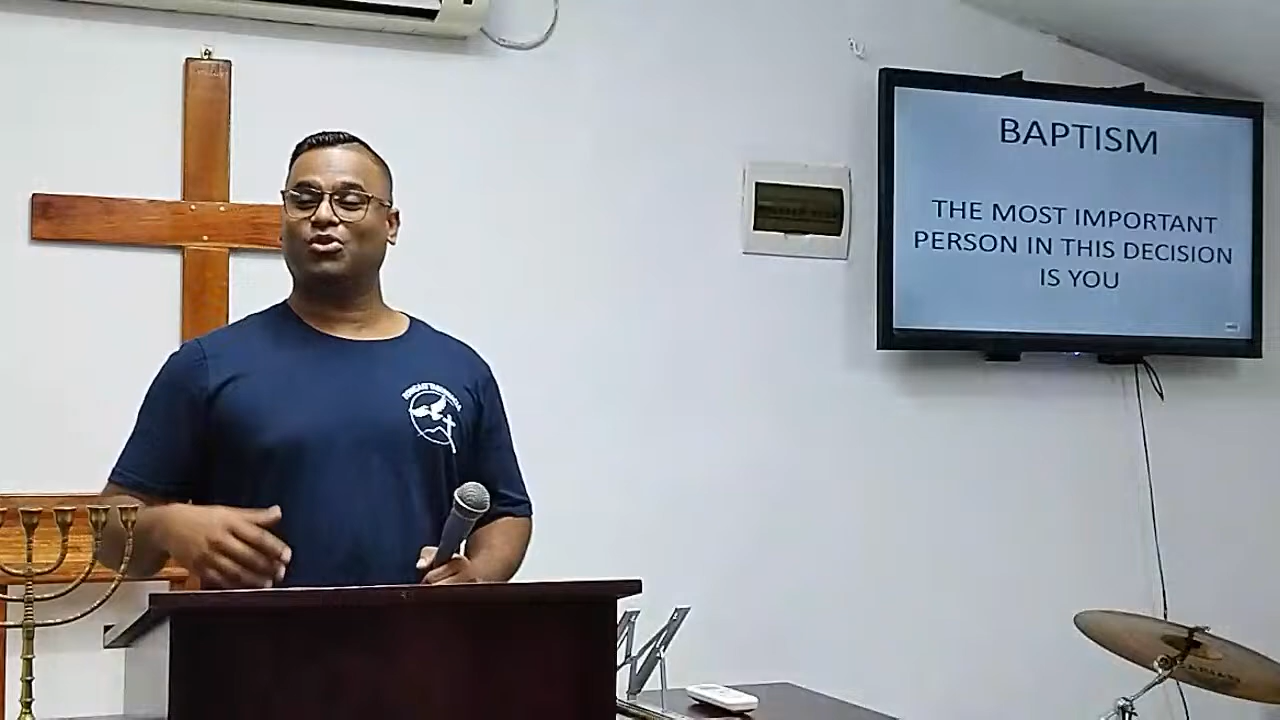 BAPTISM
THE MOST IMPORTANT
PERSON IN THIS DECISION
IS YOU